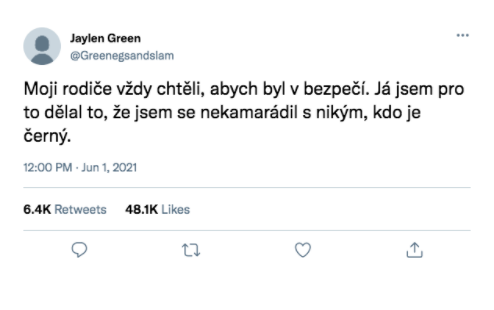 Jaylen Green
@Greenegsandslam
Moji rodiče vždy chtěli, abych byl v bezpečí. Já jsem pro
to dělal to, že jsem se nekamarádil s nikým, kdo je
černý.
12:00 PM · Jun 1, 2021
6.4K Retweets 48.1K Likes